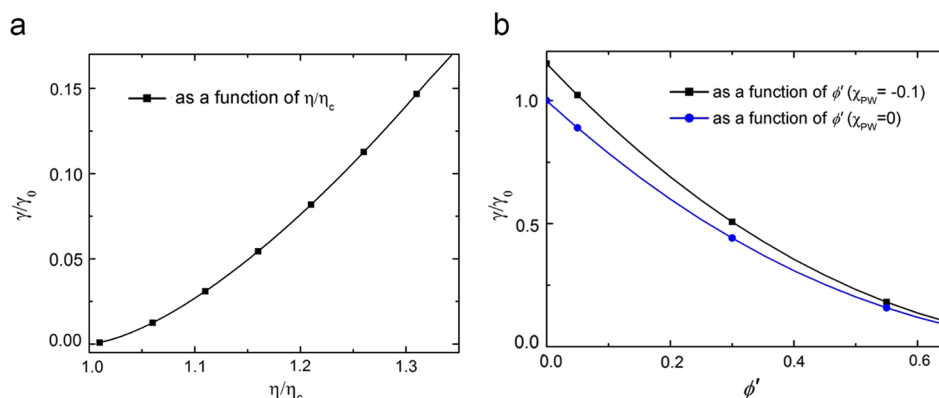 a
γ/γ₀
0.15
0.10
0.05
0.00
as a function of η/η_c
1.0
1.1
1.2
1.3
η/η_c
b
γ/γ₀
1.0
0.5
0.0
as a function of ϕ' (χ_PW= -0.1)
as a function of ϕ' (χ_PW=0)
0.0
0.2
0.4
0.6
ϕ'